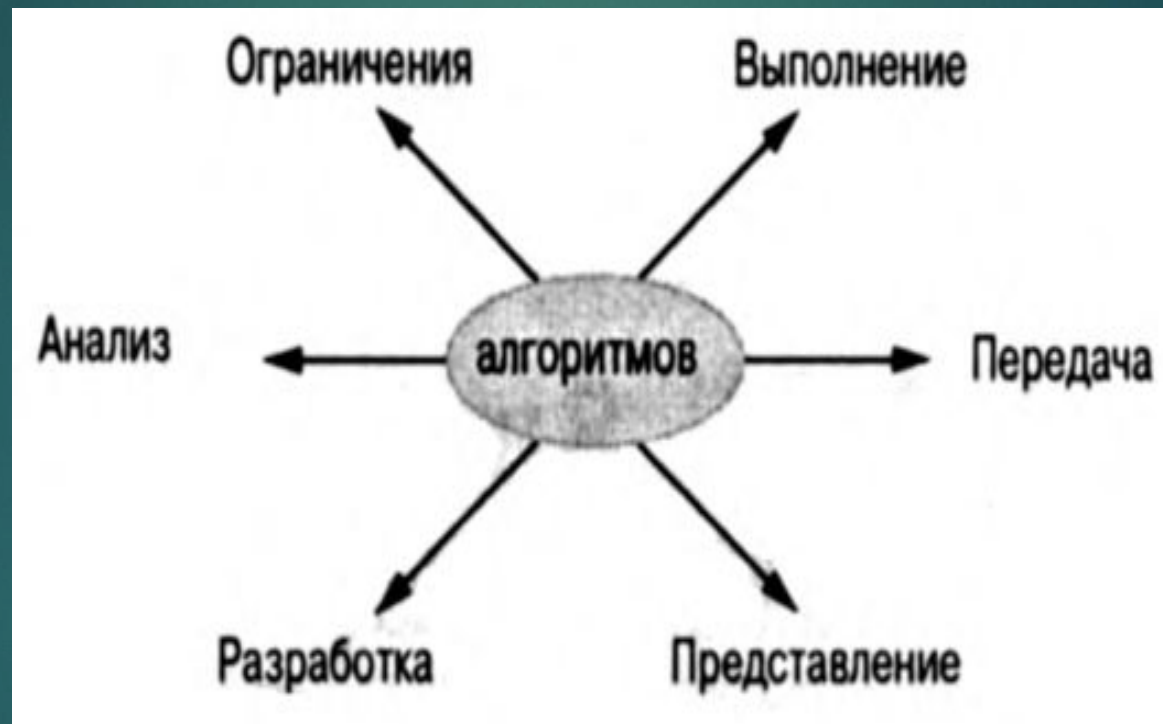 Ограничения
Выполнение
Анализ
алгоритмов
Передача
Разработка
Представление